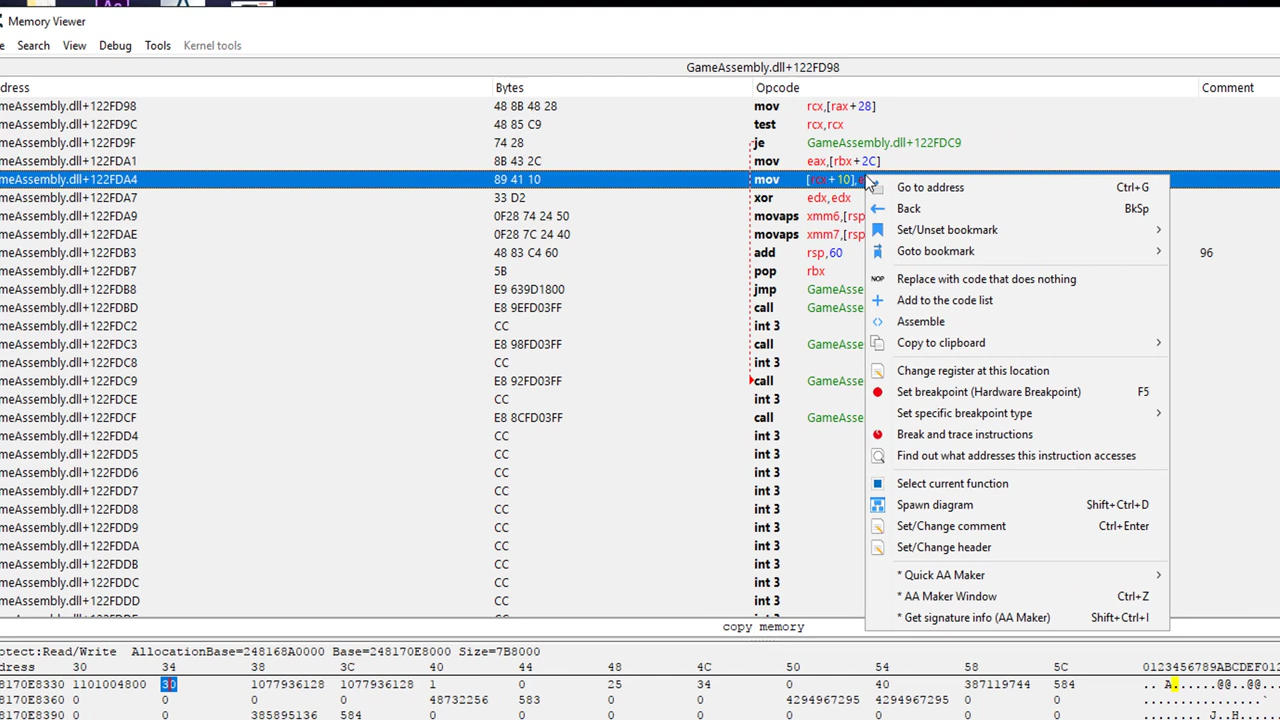 Memory Viewer
e Search View Debug Tools Kernel tools
GameAssembly.dll+122FD98
dress Bytes Opcode Comment
meAssembly.dll+122FD98 48 8B 48 28 mov rcx,[rax+28]
meAssembly.dll+122FD9C 48 85 C9 test rcx,rcx
meAssembly.dll+122FD9F 74 28 je GameAssembly.dll+122FDC9
meAssembly.dll+122FDA1 8B 43 2C mov eax,[rbx+2C]
meAssembly.dll+122FDA4 89 41 10 mov [rcx+10],e
meAssembly.dll+122FDA7 33 D2 xor edx,edx
meAssembly.dll+122FDA9 0F28 74 24 50 movaps xmm6,[rsp
meAssembly.dll+122FDAE 0F28 7C 24 40 movaps xmm7,[rsp
meAssembly.dll+122FDB3 48 83 C4 60 add rsp,60 96
meAssembly.dll+122FDB7 5B pop rbx
meAssembly.dll+122FDB8 E9 639D1800 jmp GameAsse
meAssembly.dll+122FDBD E8 9EFD03FF call GameAsse
meAssembly.dll+122FDC2 CC int 3
meAssembly.dll+122FDC3 E8 98FD03FF call GameAsse
meAssembly.dll+122FDC8 CC int 3
meAssembly.dll+122FDC9 E8 92FD03FF call GameAsse
meAssembly.dll+122FDCE CC int 3
meAssembly.dll+122FDCF E8 8CFD03FF call GameAsse
meAssembly.dll+122FDD4 CC int 3
meAssembly.dll+122FDD5 CC int 3
meAssembly.dll+122FDD6 CC int 3
meAssembly.dll+122FDD7 CC int 3
meAssembly.dll+122FDD8 CC int 3
meAssembly.dll+122FDD9 CC int 3
meAssembly.dll+122FDDA CC int 3
meAssembly.dll+122FDDB CC int 3
meAssembly.dll+122FDDC CC int 3
meAssembly.dll+122FDDD CC int 3
Go to address Ctrl+G
Back BkSp
Set/Unset bookmark
Goto bookmark
NOP Replace with code that does nothing
Add to the code list
Assemble
Copy to clipboard
Change register at this location
Set breakpoint (Hardware Breakpoint) F5
Set specific breakpoint type
Break and trace instructions
Find out what addresses this instruction accesses
Select current function
Spawn diagram Shift+Ctrl+D
Set/Change comment Ctrl+Enter
Set/Change header
* Quick AA Maker
* AA Maker Window Ctrl+Z
* Get signature info (AA Maker) Shift+Ctrl+I
copy memory
otect:Read/Write AllocationBase=248168A0000 Base=248170E8000 Size=7B8000
dress 30 34 38 3C 40 44 48 4C 50 54 58 5C 0123456789ABCDEF012
8170E8330 1101004800 30 1077936128 1077936128 1 0 25 34 0 40 387119744 584 .. A.......@@..@@..
8170E8360 0 0 0 0 48732256 583 0 0 4294967295 4294967295 0 0
8170E8390 0 0 385895136 584 0 0 0 0 0 0 0 0